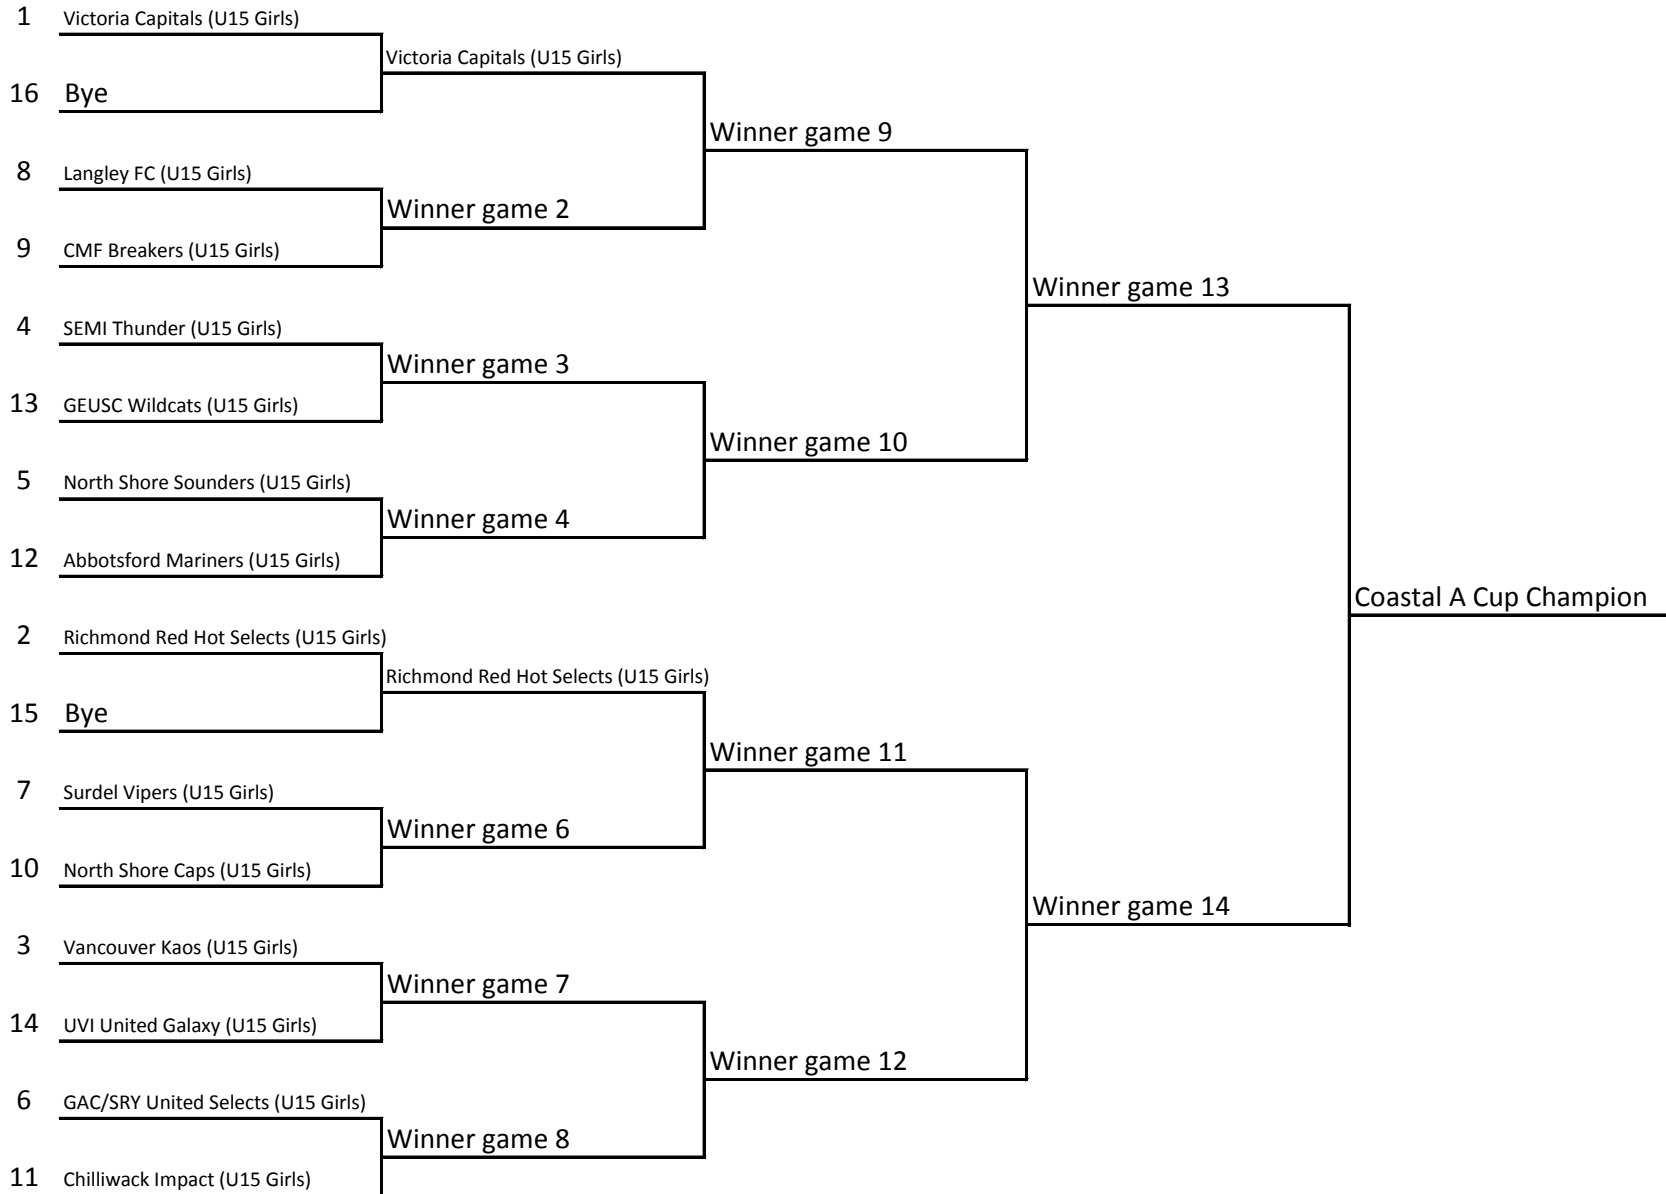 1 Victoria Capitals (U15 Girls)
Victoria Capitals (U15 Girls)
16 Bye
Winner game 9
8 Langley FC (U15 Girls)
Winner game 2
9 CMF Breakers (U15 Girls)
Winner game 13
4 SEMI Thunder (U15 Girls)
Winner game 3
13 GEUSC Wildcats (U15 Girls)
Winner game 10
5 North Shore Sounders (U15 Girls)
Winner game 4
12 Abbotsford Mariners (U15 Girls)
Coastal A Cup Champion
2 Richmond Red Hot Selects (U15 Girls)
Richmond Red Hot Selects (U15 Girls)
15 Bye
Winner game 11
7 Surdel Vipers (U15 Girls)
Winner game 6
10 North Shore Caps (U15 Girls)
Winner game 14
3 Vancouver Kaos (U15 Girls)
Winner game 7
14 UVI United Galaxy (U15 Girls)
Winner game 12
6 GAC/SRY United Selects (U15 Girls)
Winner game 8
11 Chilliwack Impact (U15 Girls)